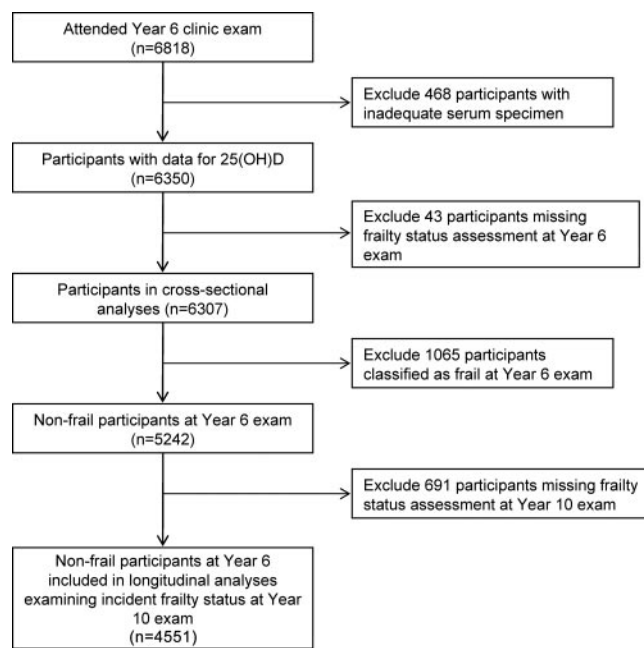 Attended Year 6 clinic exam
(n=6818)
Exclude 468 participants with
inadequate serum specimen
Participants with data for 25(OH)D
(n=6350)
Exclude 43 participants missing
frailty status assessment at Year 6
exam
Participants in cross-sectional
analyses (n=6307)
Exclude 1065 participants
classified as frail at Year 6 exam
Non-frail participants at Year 6 exam
(n=5242)
Exclude 691 participants missing frailty
status assessment at Year 10 exam
Non-frail participants at Year 6
included in longitudinal analyses
examining incident frailty status at Year
10 exam
(n=4551)